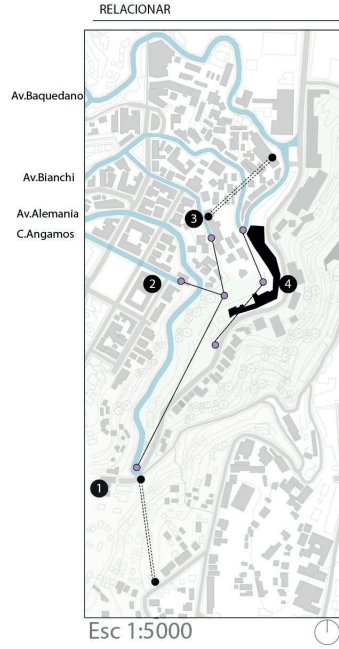 RELACIONAR
Av.Baquedano
Av.Bianchi
Av.Alemania
C.Angamos
3
2
4
1
Esc 1:5000